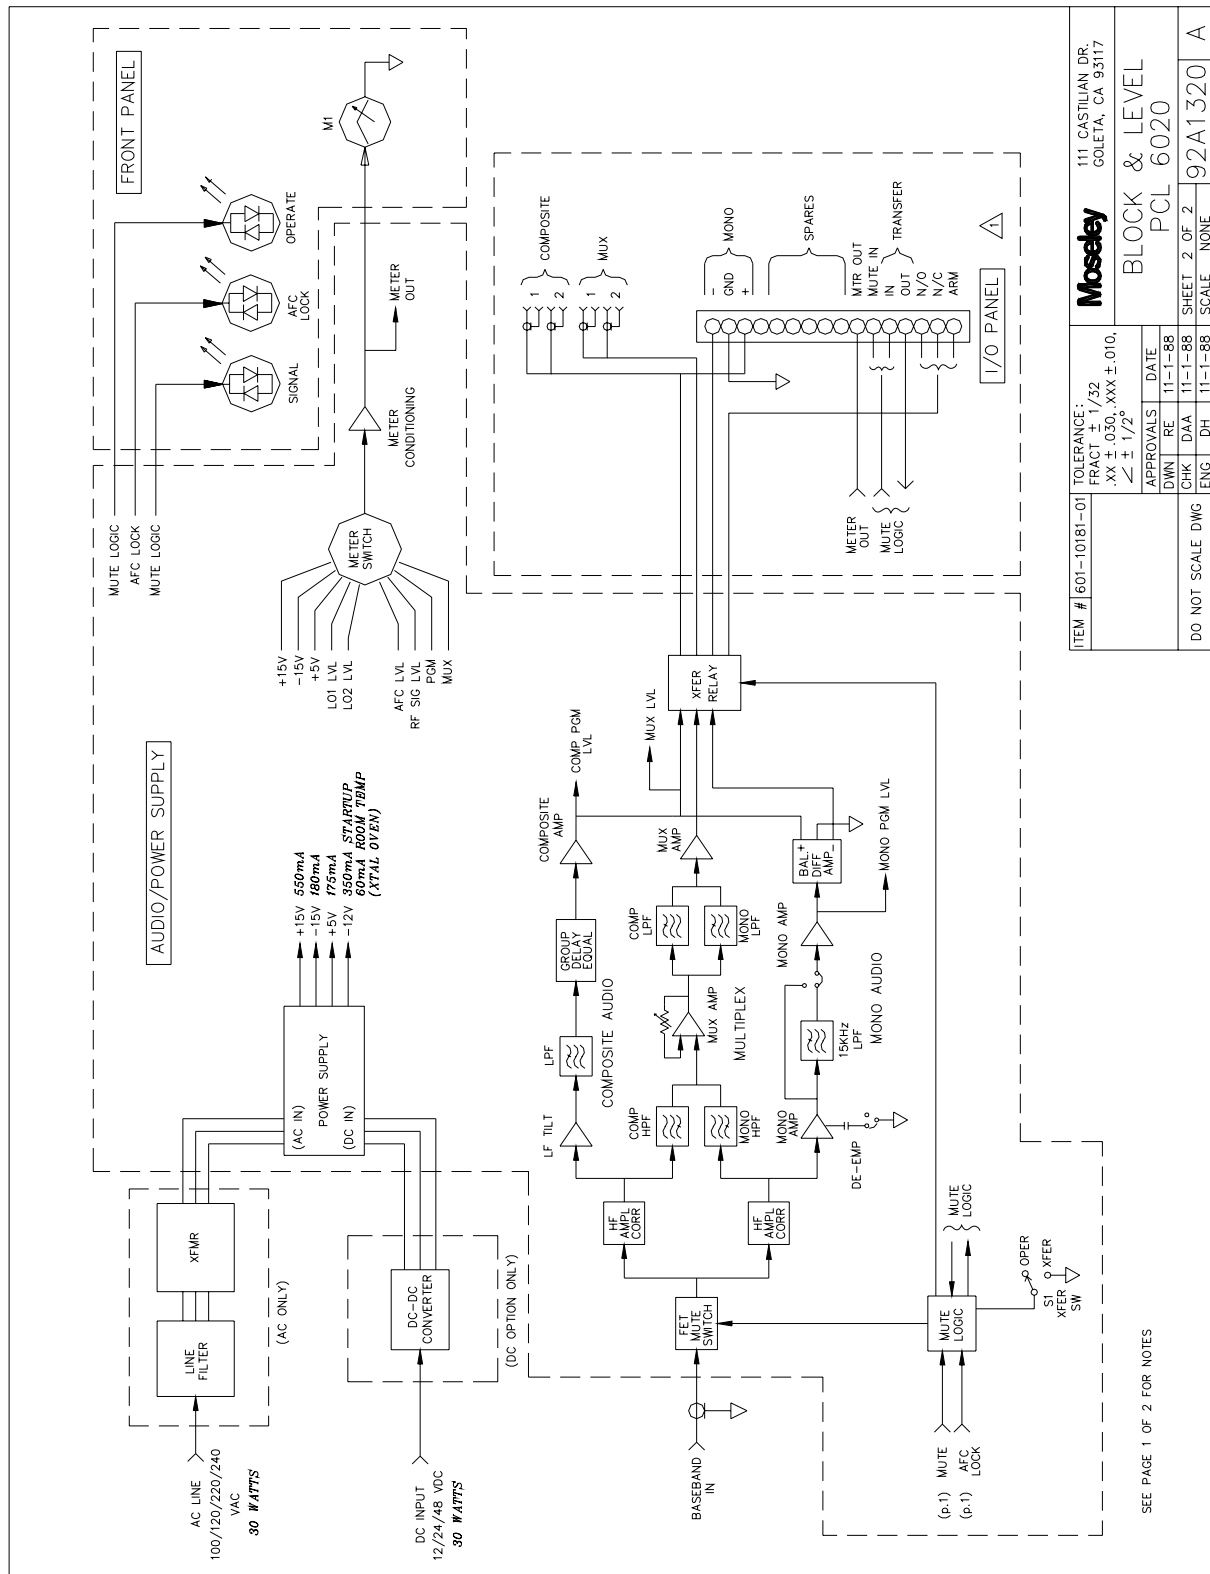 AC LINE
100/120/220/240
VAC
30 WATTS
LINE
FILTER
XFMR
(AC ONLY)
DC INPUT
12/24/48 VDC
30 WATTS
DC-DC
CONVERTER
(DC OPTION ONLY)
(AC IN)
POWER SUPPLY
(DC IN)
+15V 550mA
-15V 180mA
+5V 175mA
-12V 350mA STARTUP
60mA ROOM TEMP
(XTAL OVEN)
AUDIO/POWER SUPPLY
MUTE LOGIC
AFC LOCK
MUTE LOGIC
FRONT PANEL
SIGNAL
AFC
LOCK
OPERATE
M1
+15V
-15V
+5V
LO1 LVL
LO2 LVL
AFC LVL
RF SIG LVL
PGM
MUX
METER
SWITCH
METER
CONDITIONING
METER
OUT
BASEBAND
IN
FET
MUTE
SWITCH
HF
AMPL
CORR
HF
AMPL
CORR
LF TILT
LPF
GROUP
DELAY
EQUAL
COMPOSITE
AMP
COMP PGM
LVL
COMPOSITE AUDIO
COMP
HPF
MONO
HPF
MUX AMP
MULTIPLEX
COMP
LPF
MONO
LPF
MUX
AMP
MUX LVL
MONO
AMP
DE-EMP
15KHz
LPF
MONO AUDIO
MONO AMP
BAL.+
DIFF
AMP_
MONO PGM LVL
XFER
RELAY
(p.1) MUTE
(p.1) AFC
LOCK
MUTE
LOGIC
MUTE
LOGIC
OPER
XFER
S1
XFER
SW
METER
OUT
MUTE
LOGIC
1
2
COMPOSITE
1
2
MUX
-
GND
+
MONO
SPARES
MTR OUT
MUTE IN
IN
OUT
TRANSFER
N/O
N/C
ARM
I/O PANEL
1
SEE PAGE 1 OF 2 FOR NOTES
ITEM # 601-10181-01
TOLERANCE:
FRACT ± 1/32
.XX ±.030,.XXX ±.010,
∠ ± 1/2°
APPROVALS DATE
DWN RE 11-1-88
CHK DAA 11-1-88
ENG DH 11-1-88
DO NOT SCALE DWG
Moseley
111 CASTILIAN DR.
GOLETA, CA 93117
BLOCK & LEVEL
PCL 6020
SHEET 2 OF 2
SCALE NONE
92A1320 A